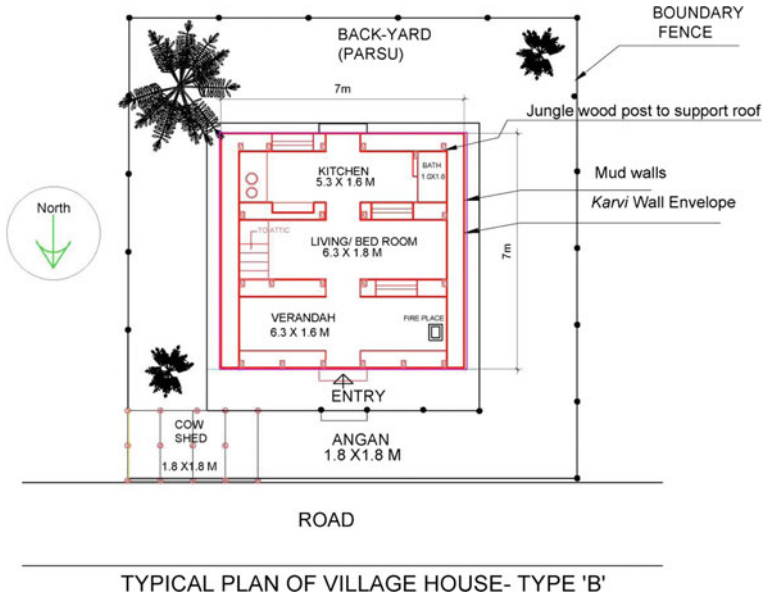 BOUNDARY
FENCE
BACK-YARD
(PARSU)
7m
Jungle wood post to support roof
KITCHEN
5.3 X 1.6 M
BATH
1.0X1.6
Mud walls
Karvi Wall Envelope
North
TO ATTIC
LIVING/ BED ROOM
6.3 X 1.8 M
7m
VERANDAH
6.3 X 1.6 M
FIRE PLACE
ENTRY
COW
SHED
1.8 X1.8 M
ANGAN
1.8 X1.8 M
ROAD
TYPICAL PLAN OF VILLAGE HOUSE- TYPE 'B'